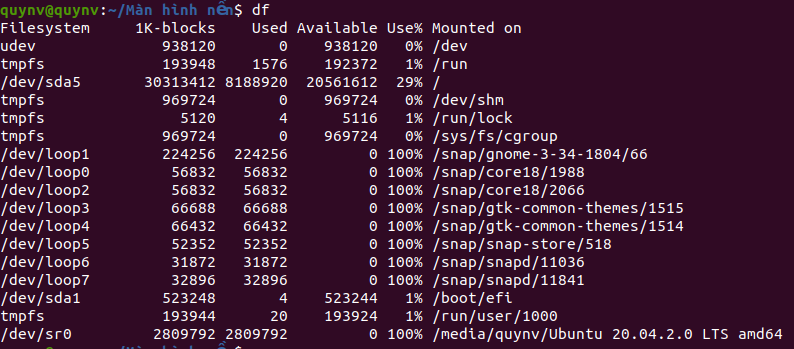 quynv@quynv:~/Màn hình nền$ df
Filesystem     1K-blocks    Used Available Use% Mounted on
udev              938120       0    938120   0% /dev
tmpfs             193948    1576    192372   1% /run
/dev/sda5       30313412 8188920  20561612  29% /
tmpfs             969724       0    969724   0% /dev/shm
tmpfs               5120       4      5116   1% /run/lock
tmpfs             969724       0    969724   0% /sys/fs/cgroup
/dev/loop1        224256  224256         0 100% /snap/gnome-3-34-1804/66
/dev/loop0         56832   56832         0 100% /snap/core18/1988
/dev/loop2         56832   56832         0 100% /snap/core18/2066
/dev/loop3         66688   66688         0 100% /snap/gtk-common-themes/1515
/dev/loop4         66432   66432         0 100% /snap/gtk-common-themes/1514
/dev/loop5         52352   52352         0 100% /snap/snap-store/518
/dev/loop6         31872   31872         0 100% /snap/snapd/11036
/dev/loop7         32896   32896         0 100% /snap/snapd/11841
/dev/sda1         523248       4    523244   1% /boot/efi
tmpfs             193944      20    193924   1% /run/user/1000
/dev/sr0         2809792 2809792         0 100% /media/quynv/Ubuntu 20.04.2.0 LTS amd64